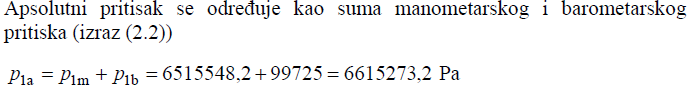 Apsolutni pritisak se određuje kao suma manometarskog i barometarskog
pritiska (izraz (2.2))
p₁ₐ = p₁ₘ + p₁b = 6515548,2 + 99725 = 6615273,2 Pa